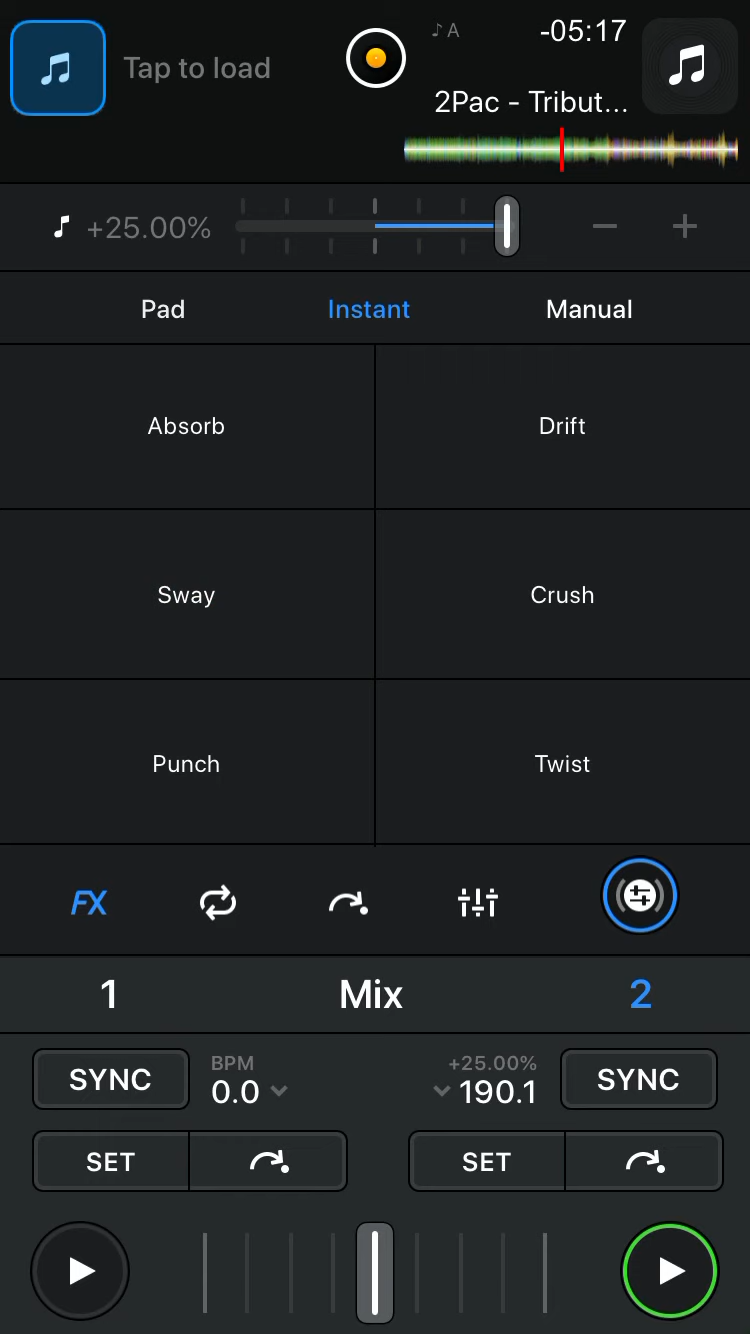 A
-05:17
Tap to load
2Pac - Tribut...
+25.00%
Pad Instant Manual
Absorb Drift
Sway Crush
Punch Twist
FX
1 Mix 2
SYNC BPM 0.0 +25.00% 190.1 SYNC
SET SET